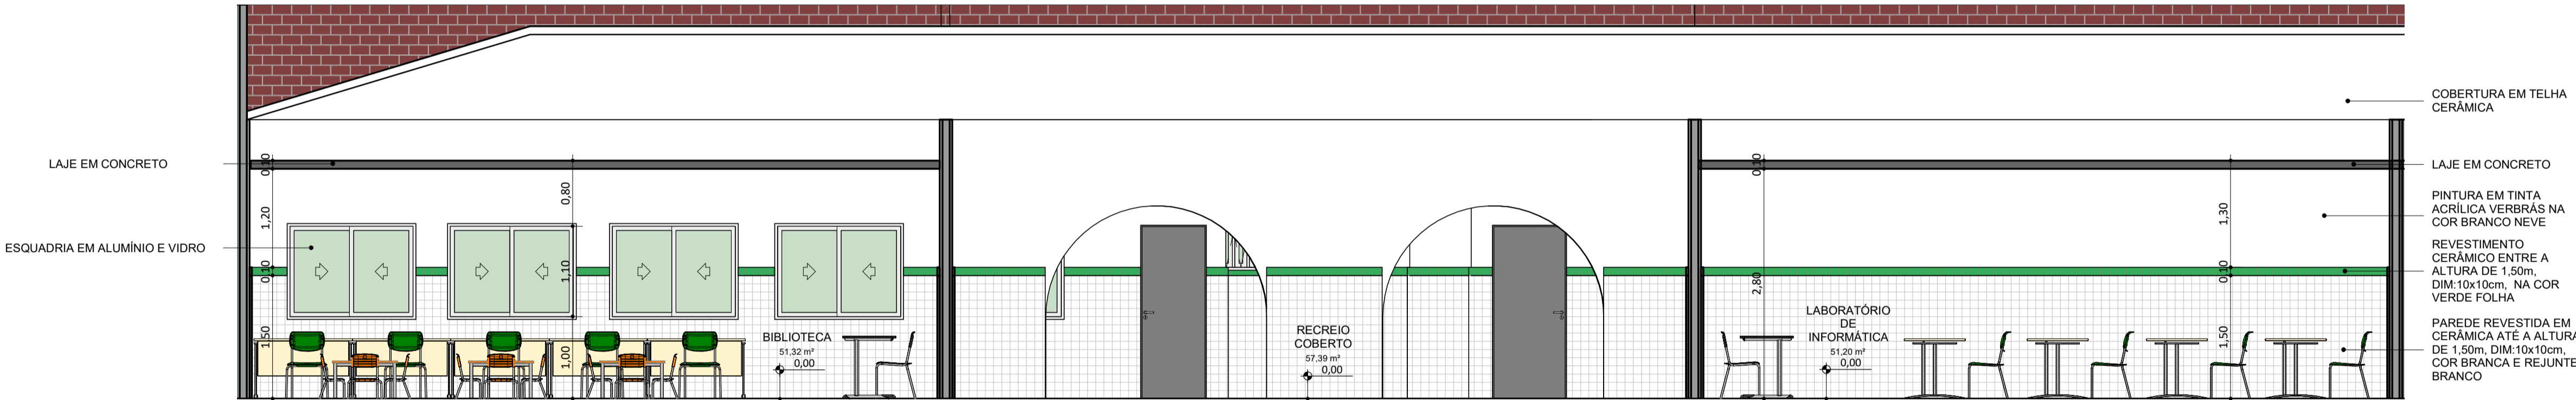 LAJE EM CONCRETO
ESQUADRIA EM ALUMÍNIO E VIDRO
0,10
1,20
0,10
1,50
0,80
1,10
1,00
BIBLIOTECA
51,32 m²
0,00
RECREIO
COBERTO
57,39 m²
0,00
0,10
2,80
LABORATÓRIO
DE
INFORMÁTICA
51,20 m²
0,00
1,30
0,10
1,50
COBERTURA EM TELHA
CERÂMICA
LAJE EM CONCRETO
PINTURA EM TINTA
ACRÍLICA VERBRÁS NA
COR BRANCO NEVE
REVESTIMENTO
CERÂMICO ENTRE A
ALTURA DE 1,50m,
DIM:10x10cm, NA COR
VERDE FOLHA
PAREDE REVESTIDA EM
CERÂMICA ATÉ A ALTURA
DE 1,50m, DIM:10x10cm,
COR BRANCA E REJUNTE
BRANCO